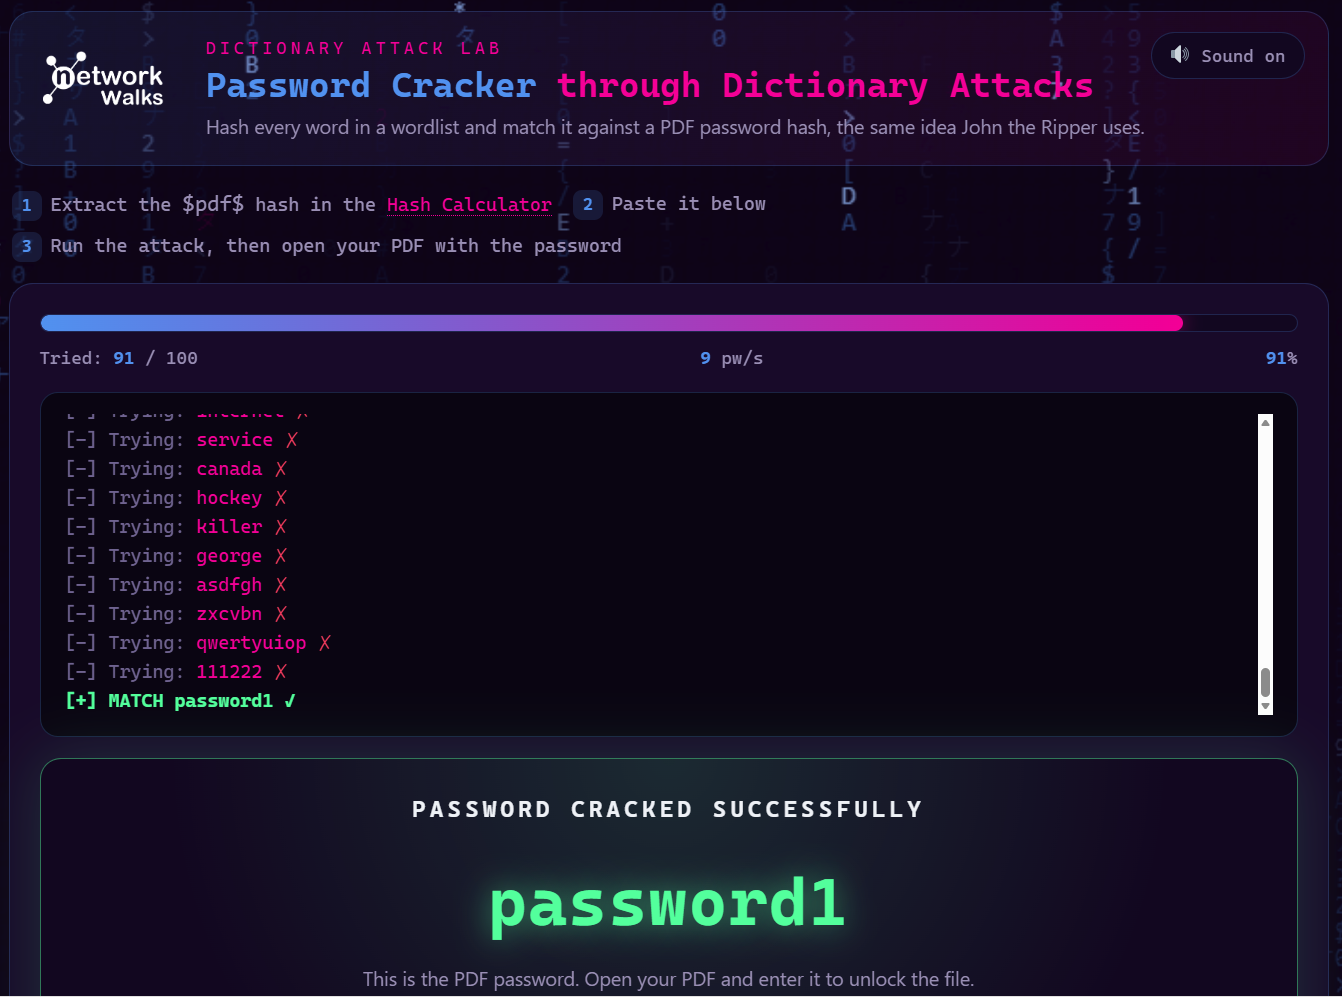 network
walks
DICTIONARY ATTACK LAB
Password Cracker through Dictionary Attacks
Hash every word in a wordlist and match it against a PDF password hash, the same idea John the Ripper uses.
Sound on
1 Extract the $pdf$ hash in the Hash Calculator 2 Paste it below
3 Run the attack, then open your PDF with the password
Tried: 91 / 100
9 pw/s
91%
[-] Trying: internet ✗
[-] Trying: service ✗
[-] Trying: canada ✗
[-] Trying: hockey ✗
[-] Trying: killer ✗
[-] Trying: george ✗
[-] Trying: asdfgh ✗
[-] Trying: zxcvbn ✗
[-] Trying: qwertyuiop ✗
[-] Trying: 111222 ✗
[+] MATCH password1 ✓
PASSWORD CRACKED SUCCESSFULLY
password1
This is the PDF password. Open your PDF and enter it to unlock the file.